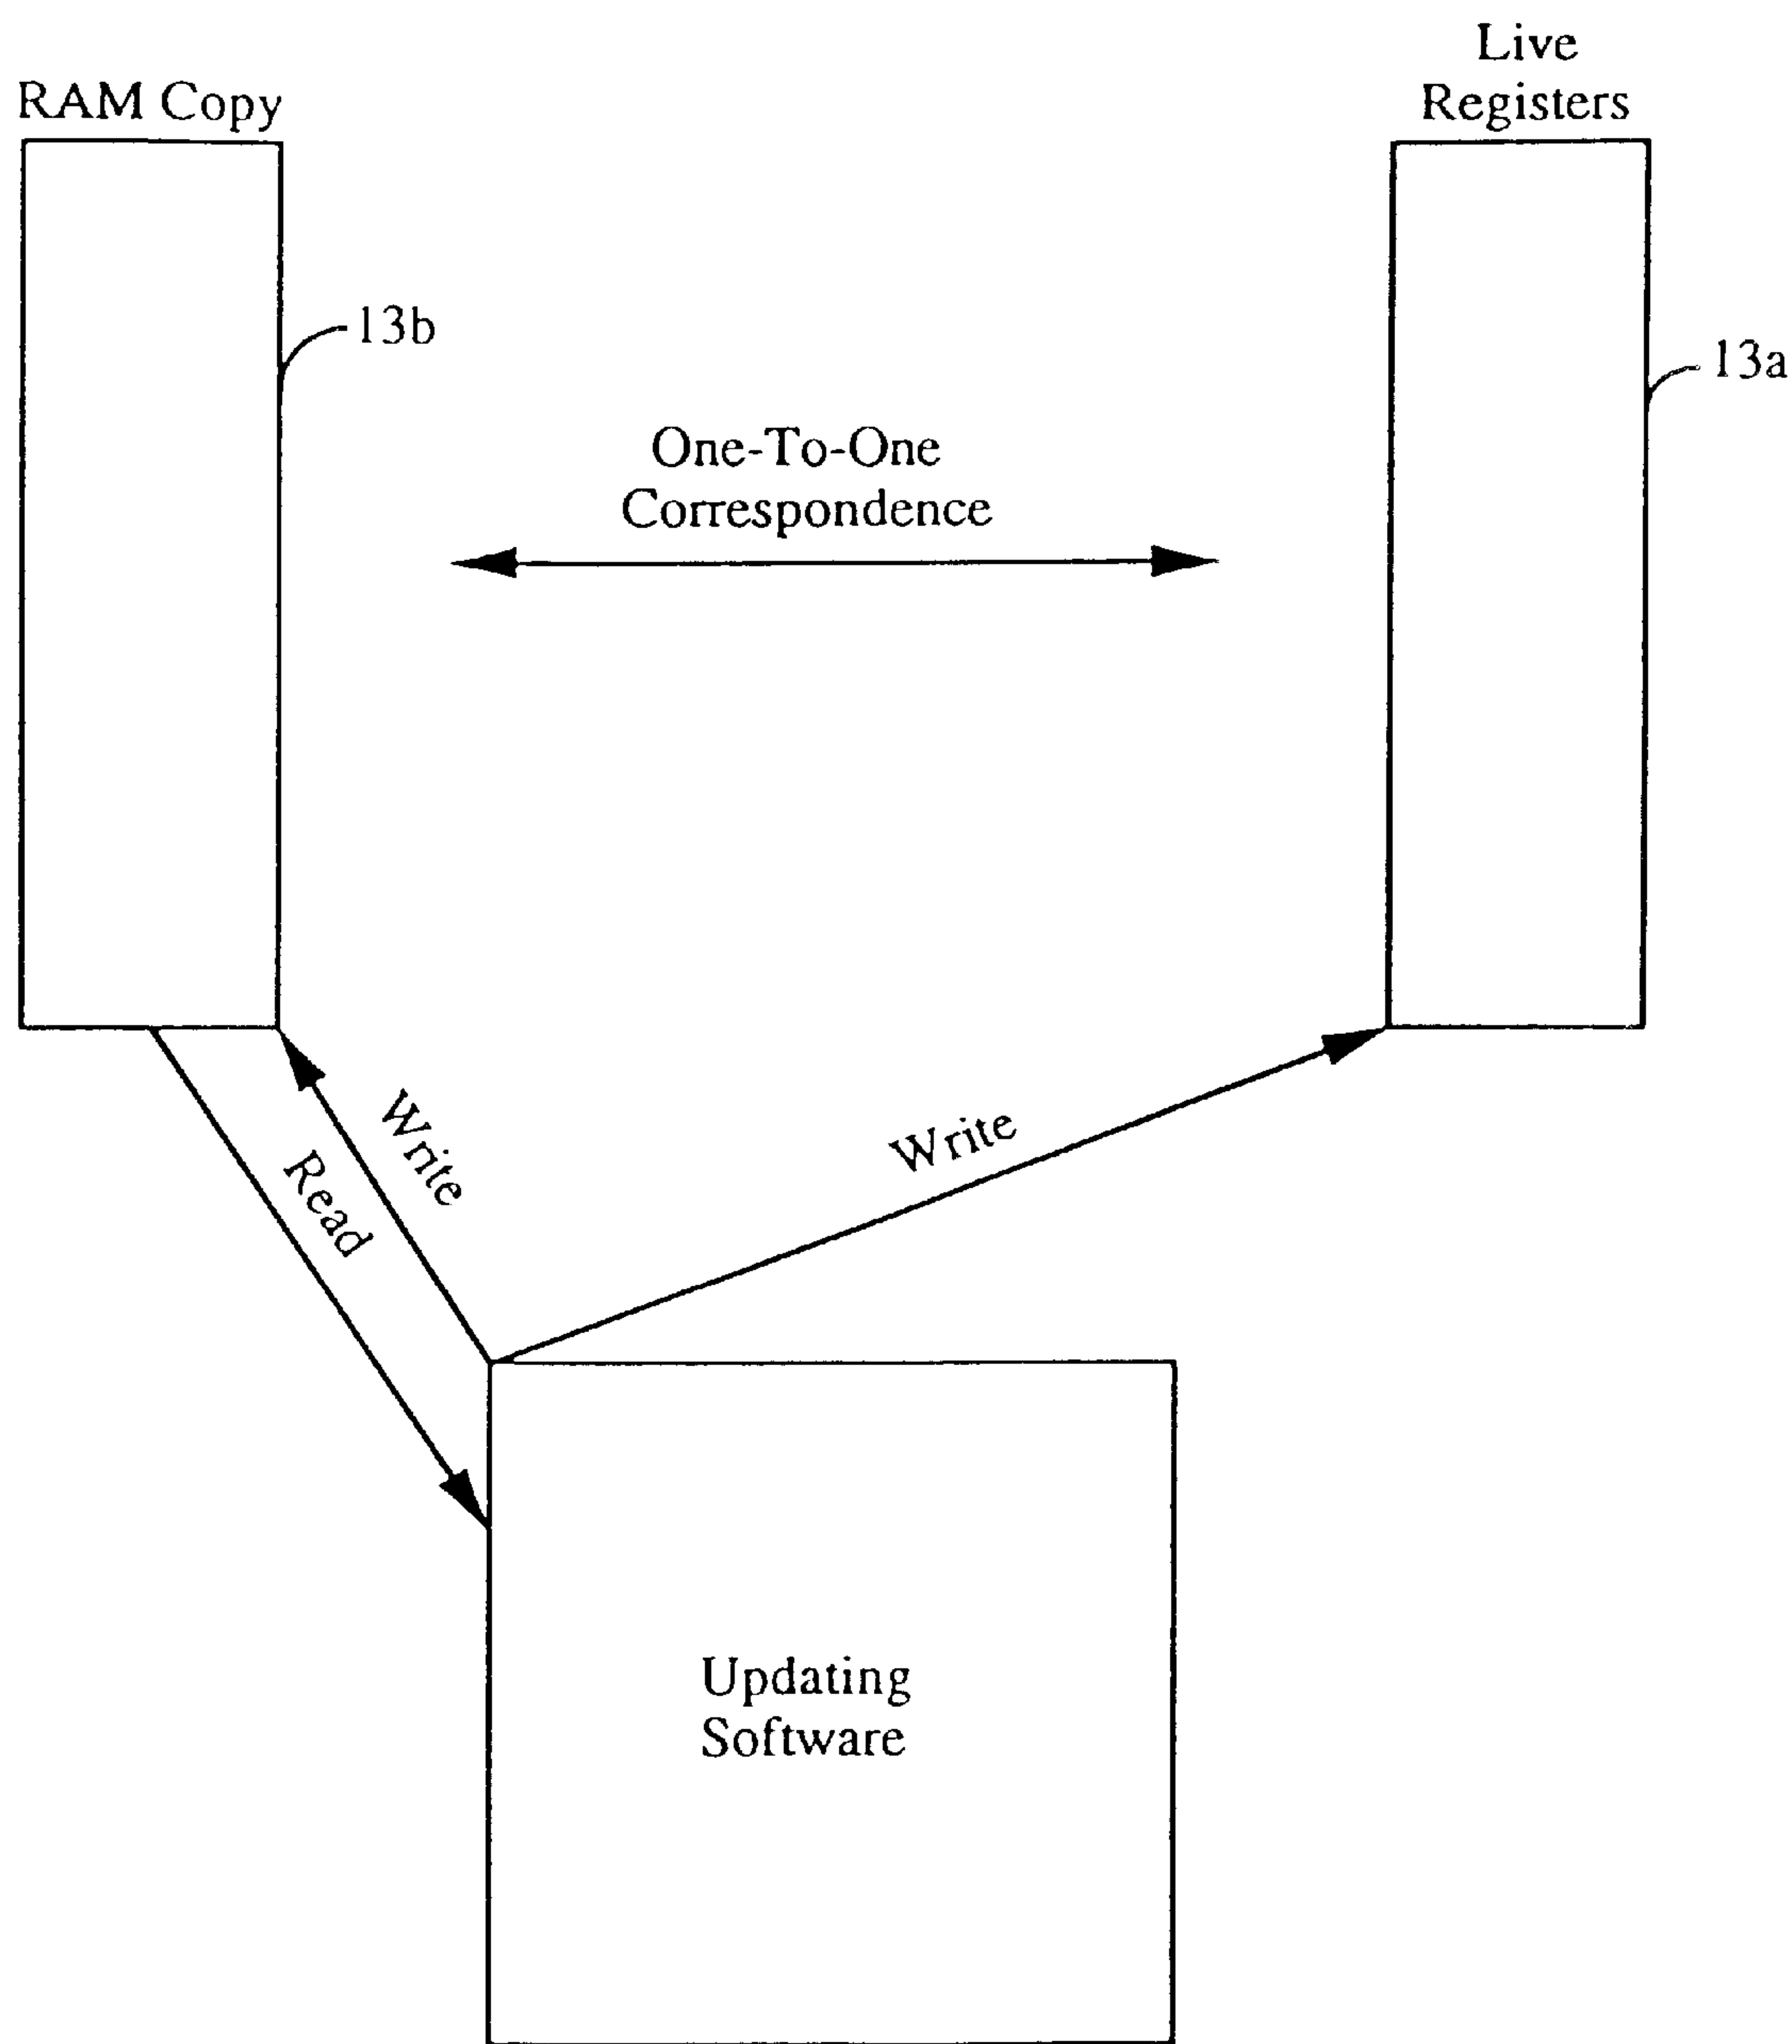 Live
Registers
RAM Copy
13b
13a
One-To-One
Correspondence
Write
Read
Write
Updating
Software